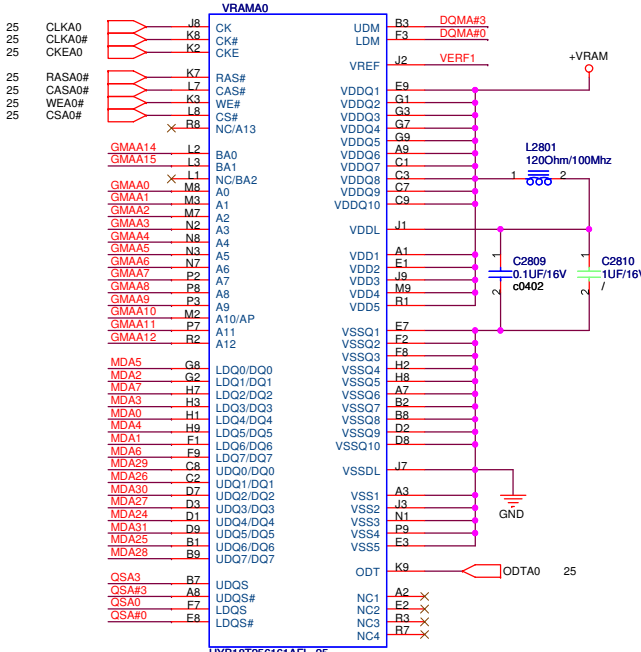 VRAMA0
25 CLKA0 J8 CK
25 CLKA0# K8 CK#
25 CKEA0 K2 CKE
25 RASA0# K7 RAS#
25 CASA0# L7 CAS#
25 WEA0# K3 WE#
25 CSA0# L8 CS#
R8 NC/A13
GMAA14 L2 BA0
GMAA15 L3 BA1
L1 NC/BA2
GMAA0 M8 A0
GMAA1 M3 A1
GMAA2 M7 A2
GMAA3 N2 A3
GMAA4 N8 A4
GMAA5 N3 A5
GMAA6 N7 A6
GMAA7 P2 A7
GMAA8 P8 A8
GMAA9 P3 A9
GMAA10 M2 A10/AP
GMAA11 P7 A11
GMAA12 R2 A12
MDA5 G8 LDQ0/DQ0
MDA2 G2 LDQ1/DQ1
MDA7 H7 LDQ2/DQ2
MDA3 H3 LDQ3/DQ3
MDA0 H1 LDQ4/DQ4
MDA4 H9 LDQ5/DQ5
MDA1 F1 LDQ6/DQ6
MDA6 F9 LDQ7/DQ7
MDA29 C8 UDQ0/DQ0
MDA26 C2 UDQ1/DQ1
MDA30 D7 UDQ2/DQ2
MDA27 D3 UDQ3/DQ3
MDA24 D1 UDQ4/DQ4
MDA31 D9 UDQ5/DQ5
MDA25 B1 UDQ6/DQ6
MDA28 B9 UDQ7/DQ7
QSA3 B7 UDQS
QSA#3 A8 UDQS#
QSA0 F7 LDQS
QSA#0 E8 LDQS#
UDM B3 DQMA#3
LDM F3 DQMA#0
VREF J2 VERF1
VDDQ1 E9
VDDQ2 G1
VDDQ3 G3
VDDQ4 G7
VDDQ5 G9
VDDQ6 A9
VDDQ7 C1
VDDQ8 C3
VDDQ9 C7
VDDQ10 C9
VDDL J1
VDD1 A1
VDD2 E1
VDD3 J9
VDD4 M9
VDD5 R1
VSSQ1 E7
VSSQ2 F2
VSSQ3 F8
VSSQ4 H2
VSSQ5 H8
VSSQ6 A7
VSSQ7 B2
VSSQ8 B8
VSSQ9 D2
VSSQ10 D8
VSSDL J7
VSS1 A3
VSS2 J3
VSS3 N1
VSS4 P9
VSS5 E3
ODT K9 ODTA0 25
NC1 A2
NC2 E2
NC3 R3
NC4 R7
+VRAM
L2801
120Ohm/100Mhz
1 2
1 C2809
0.1UF/16V
2 c0402
1 C2810
1UF/16V
2 /
GND